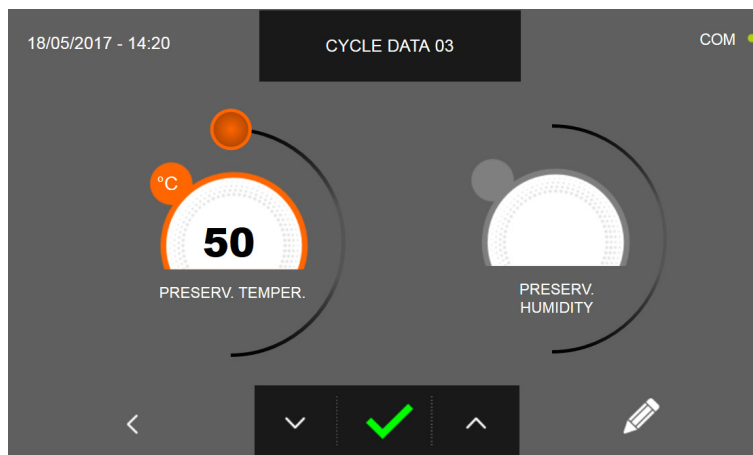 18/05/2017 - 14:20
CYCLE DATA 03
COM
°C
50
PRESERV. TEMPER.
PRESERV.
HUMIDITY